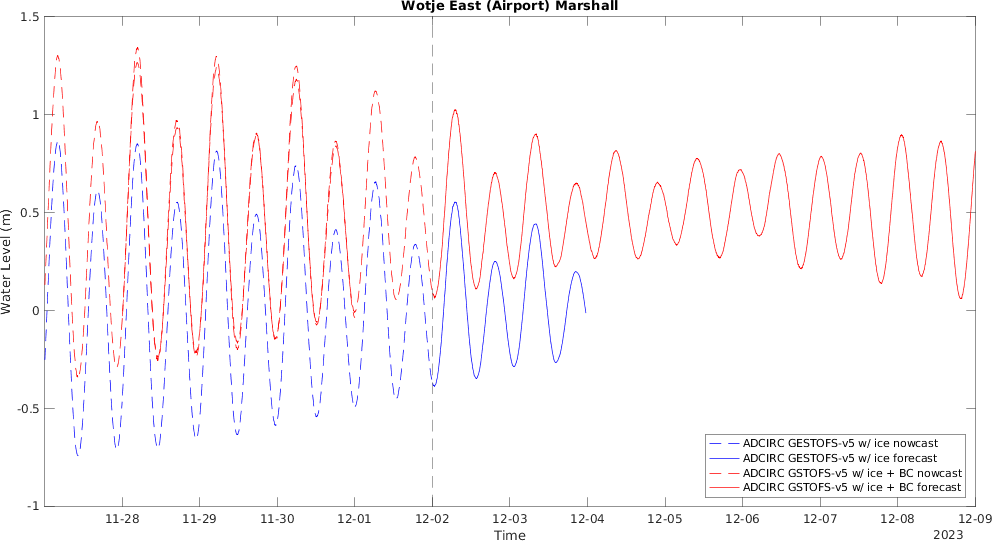 Wotje East (Airport) Marshall
1.5
1
0.5
0
-0.5
-1
Water Level (m)
11-28 11-29 11-30 12-01 12-02 12-03 12-04 12-05 12-06 12-07 12-08 12-09
Time
2023
ADCIRC GESTOFS-v5 w/ ice nowcast
ADCIRC GESTOFS-v5 w/ ice forecast
ADCIRC GSTOFS-v5 w/ ice + BC nowcast
ADCIRC GSTOFS-v5 w/ ice + BC forecast